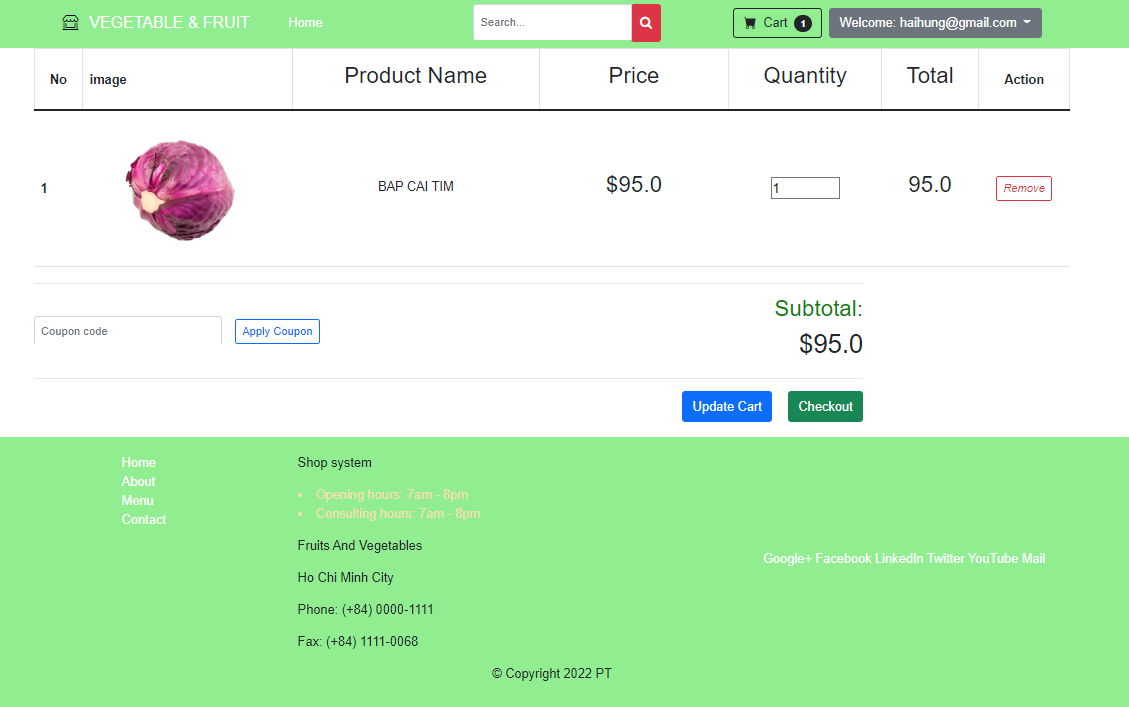 VEGETABLE & FRUIT Home Search... Cart 1 Welcome: haihung@gmail.com
No image Product Name Price Quantity Total Action
1 BAP CAI TIM $95.0 1 95.0 Remove
Subtotal:
Coupon code Apply Coupon
$95.0
Update Cart Checkout
Home
About
Menu
Contact
Shop system
• Opening hours: 7am - 8pm
• Consulting hours: 7am - 8pm
Fruits And Vegetables
Ho Chi Minh City
Phone: (+84) 0000-1111
Fax: (+84) 1111-0068
Google+ Facebook LinkedIn Twitter YouTube Mail
© Copyright 2022 PT